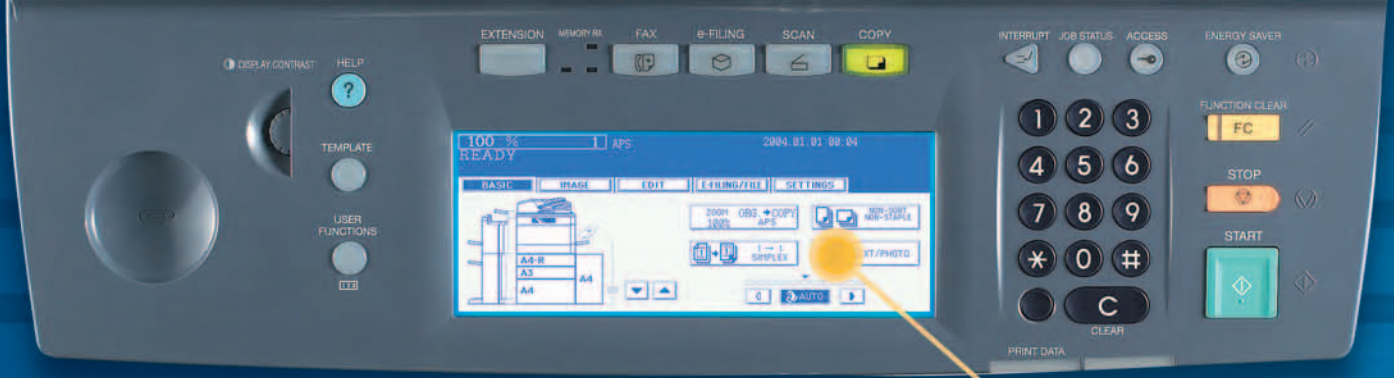 EXTENSION
MEMORY RX
FAX
e-FILING
SCAN
COPY
INTERRUPT
JOB STATUS
ACCESS
ENERGY SAVER
DISPLAY CONTRAST
HELP
?
TEMPLATE
USER
FUNCTIONS
100 % 1 APS 2004.01.01 00:04
READY
BASIC IMAGE EDIT E-FILING/FILE SETTINGS
ZOOM ORG.➔COPY
100% APS
NON-SORT
NON-STAPLE
1➔1
SIMPLEX
XT/PHOTO
A4-R
A3
A4
A4
AUTO
1 2 3
4 5 6
7 8 9
* 0 #
C
CLEAR
PRINT DATA
FUNCTION CLEAR
FC
STOP
START